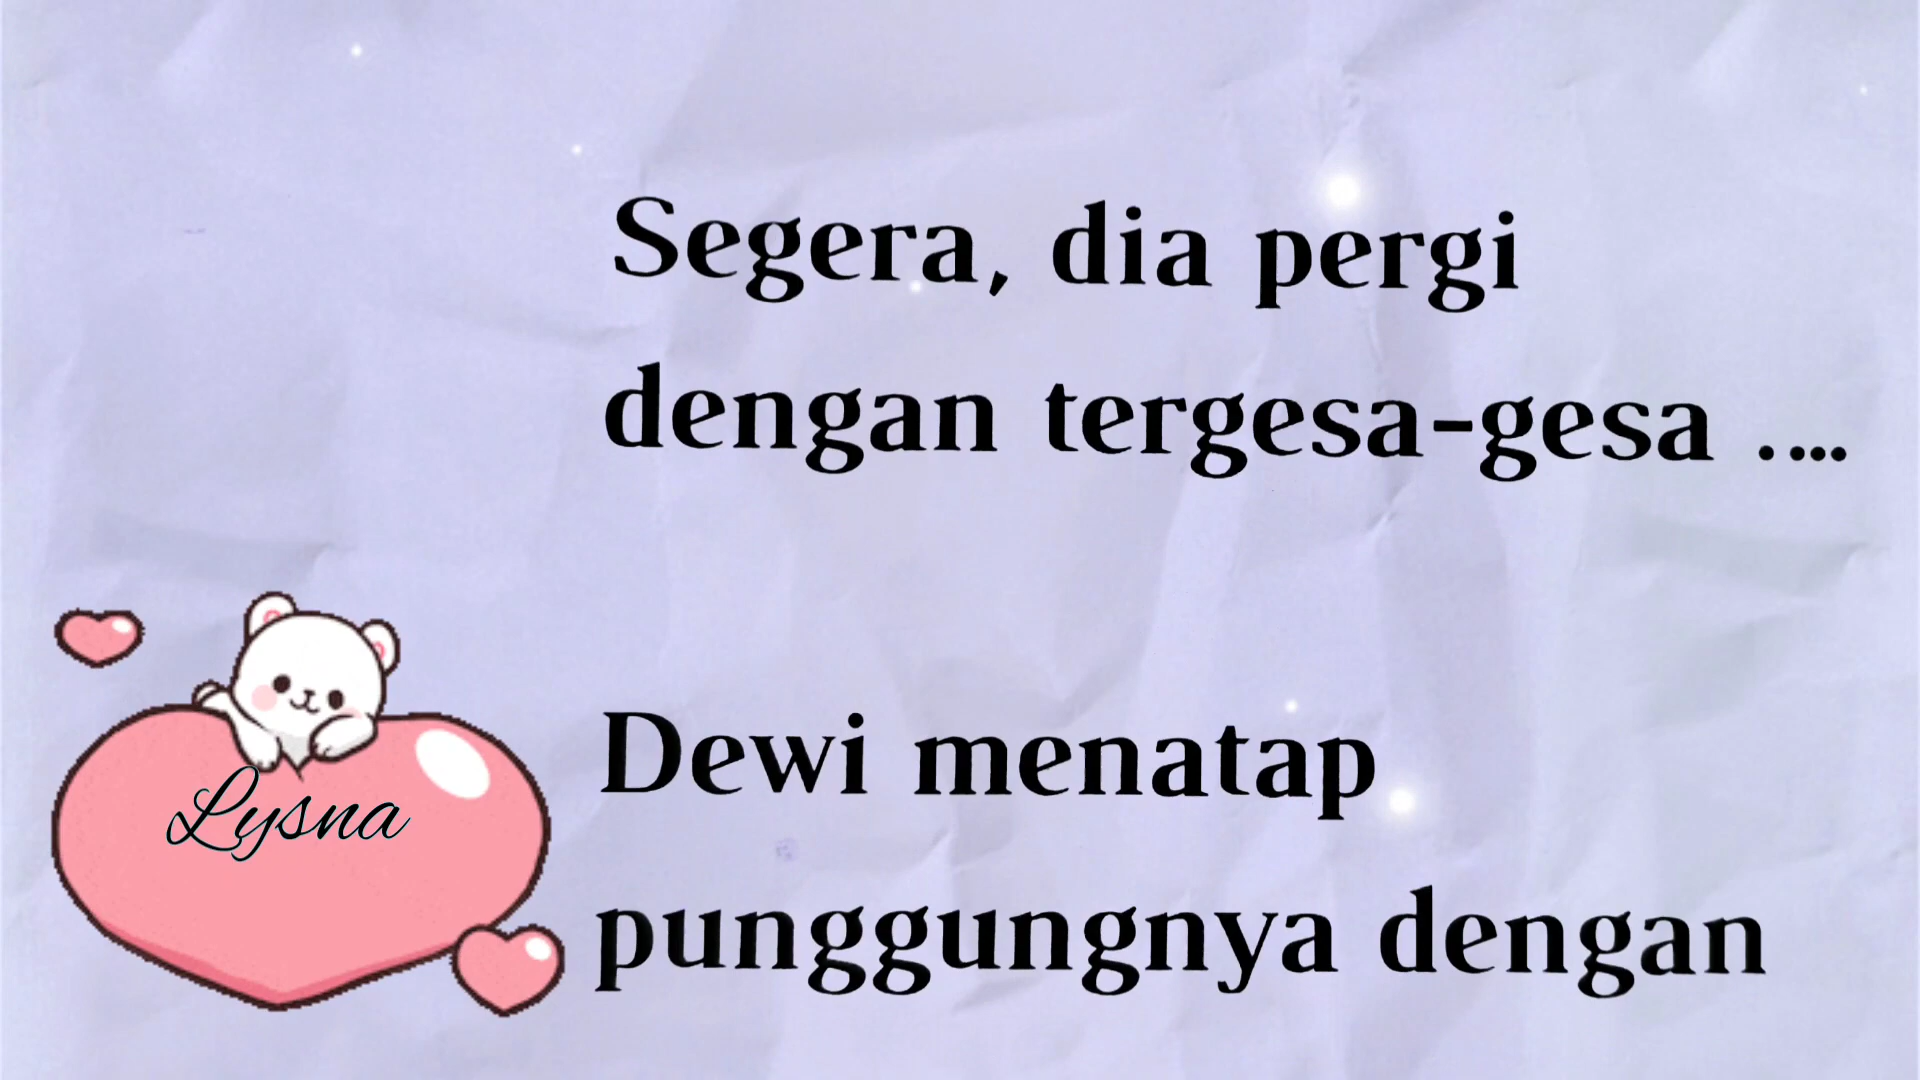 Segera, dia pergi
dengan tergesa-gesa ....
Dewi menatap
punggungnya dengan
Lysna